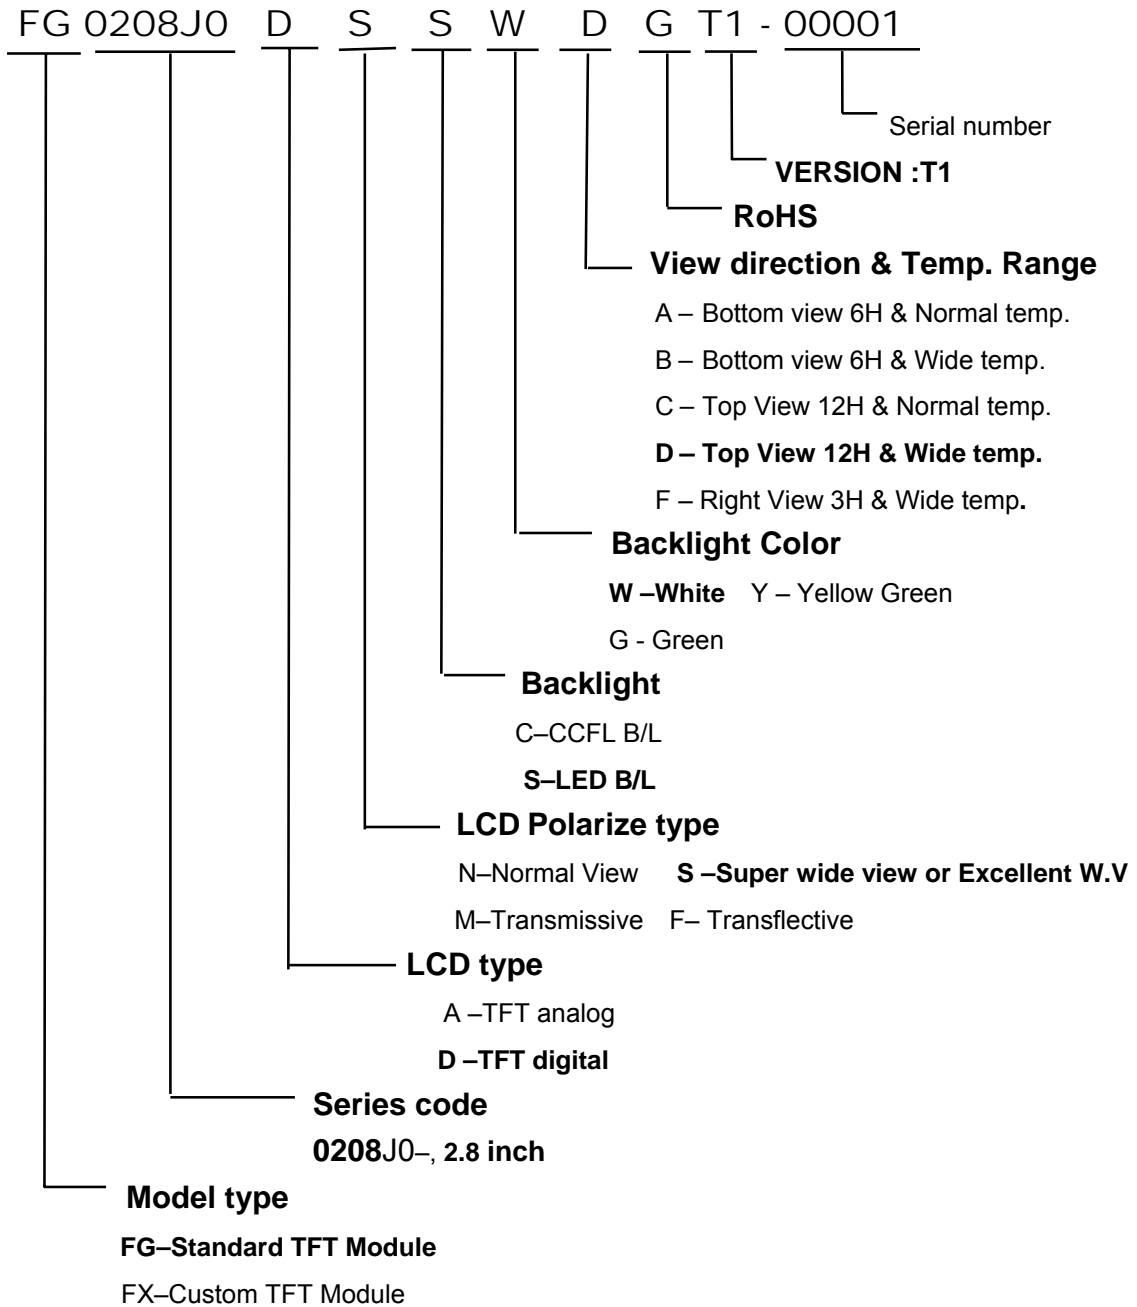 FG 0208J0 D S S W D G T1 - 00001
Serial number
VERSION :T1
RoHS
View direction & Temp. Range
A – Bottom view 6H & Normal temp.
B – Bottom view 6H & Wide temp.
C – Top View 12H & Normal temp.
D – Top View 12H & Wide temp.
F – Right View 3H & Wide temp.
Backlight Color
W –White Y – Yellow Green
G - Green
Backlight
C–CCFL B/L
S–LED B/L
LCD Polarize type
N–Normal View S –Super wide view or Excellent W.V
M–Transmissive F– Transflective
LCD type
A –TFT analog
D –TFT digital
Series code
0208J0–, 2.8 inch
Model type
FG–Standard TFT Module
FX–Custom TFT Module